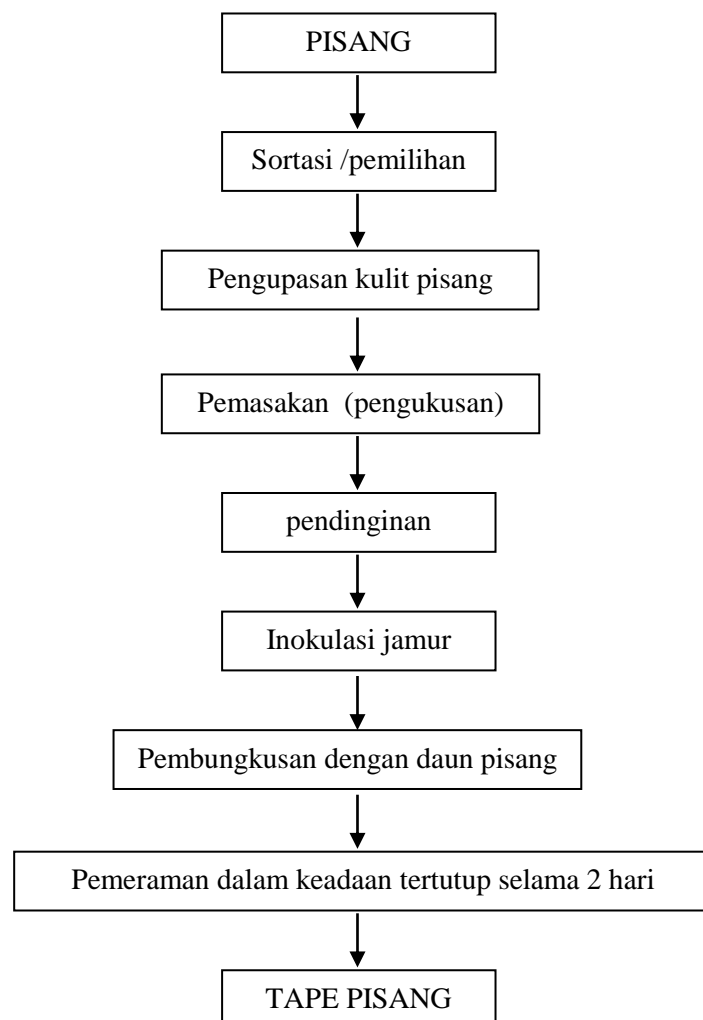 PISANG
Sortasi /pemilihan
Pengupasan kulit pisang
Pemasakan  (pengukusan)
pendinginan
Inokulasi jamur
Pembungkusan dengan daun pisang
Pemeraman dalam keadaan tertutup selama 2 hari
TAPE PISANG